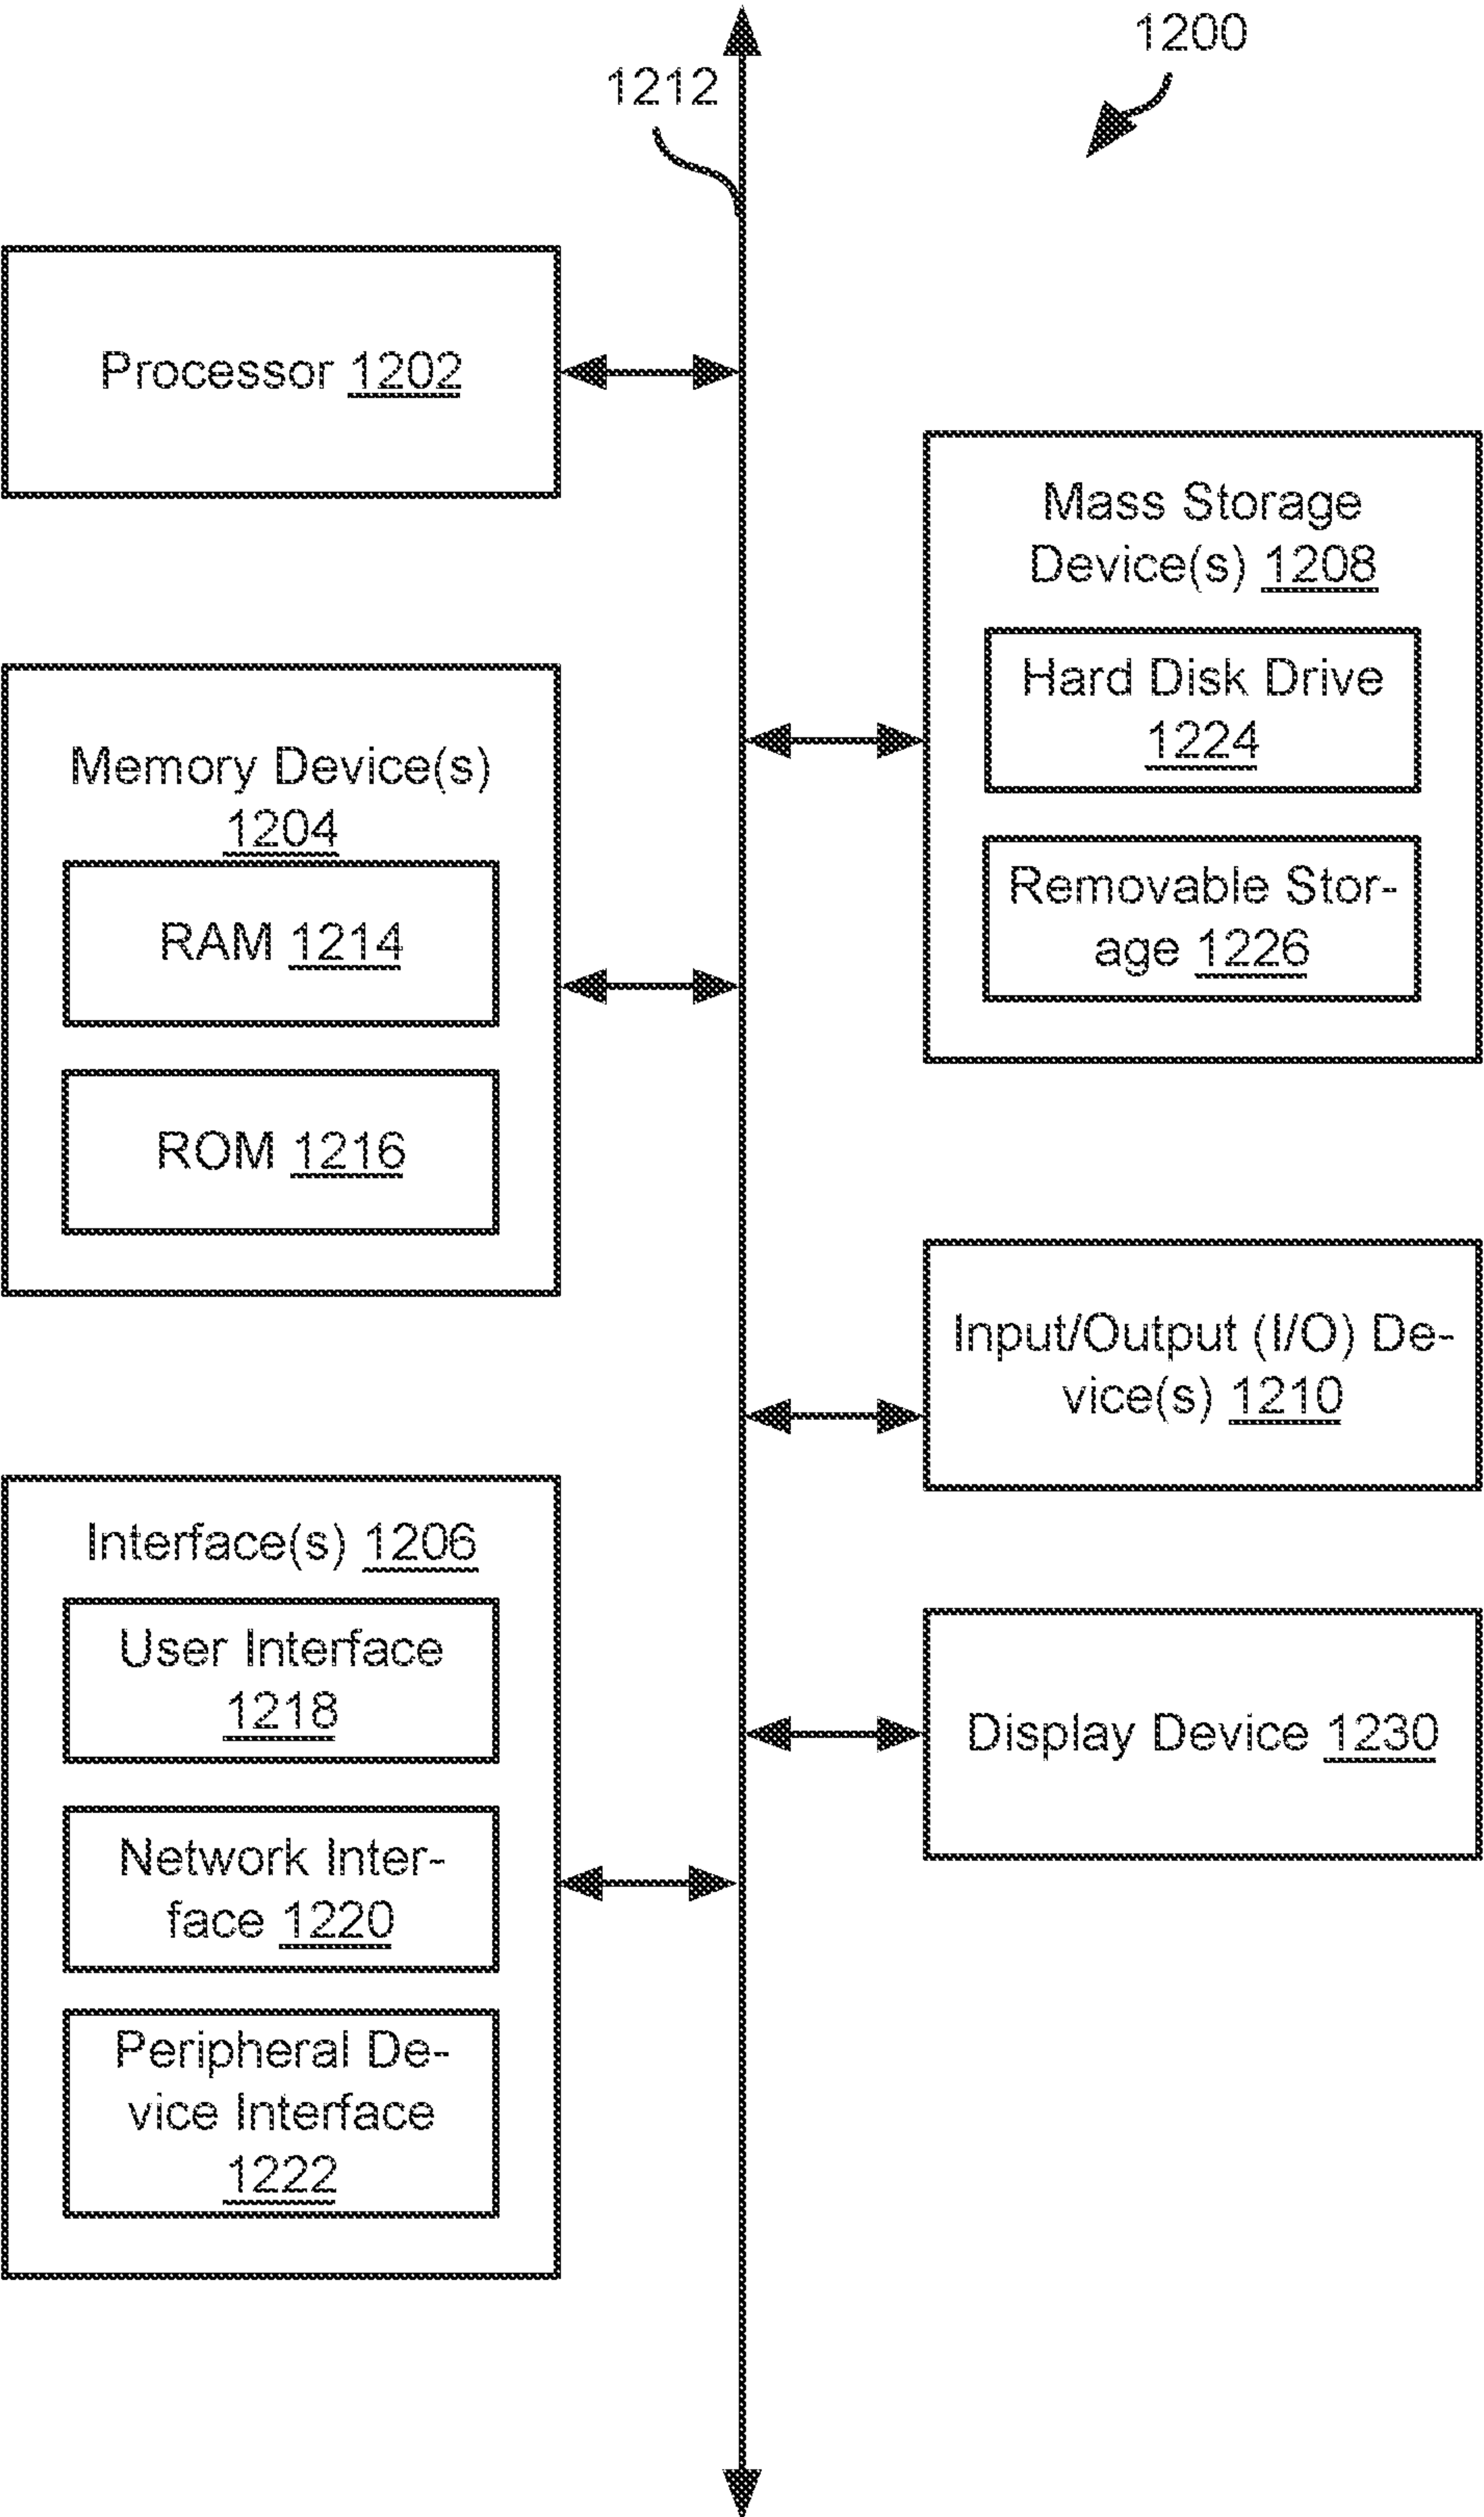 1200
1212
Processor 1202
Mass Storage
Device(s) 1208
Hard Disk Drive
1224
Removable Stor-
age 1226
Memory Device(s)
1204
RAM 1214
ROM 1216
Input/Output (I/O) De-
vice(s) 1210
Interface(s) 1206
User Interface
1218
Network Inter-
face 1220
Peripheral De-
vice Interface
1222
Display Device 1230